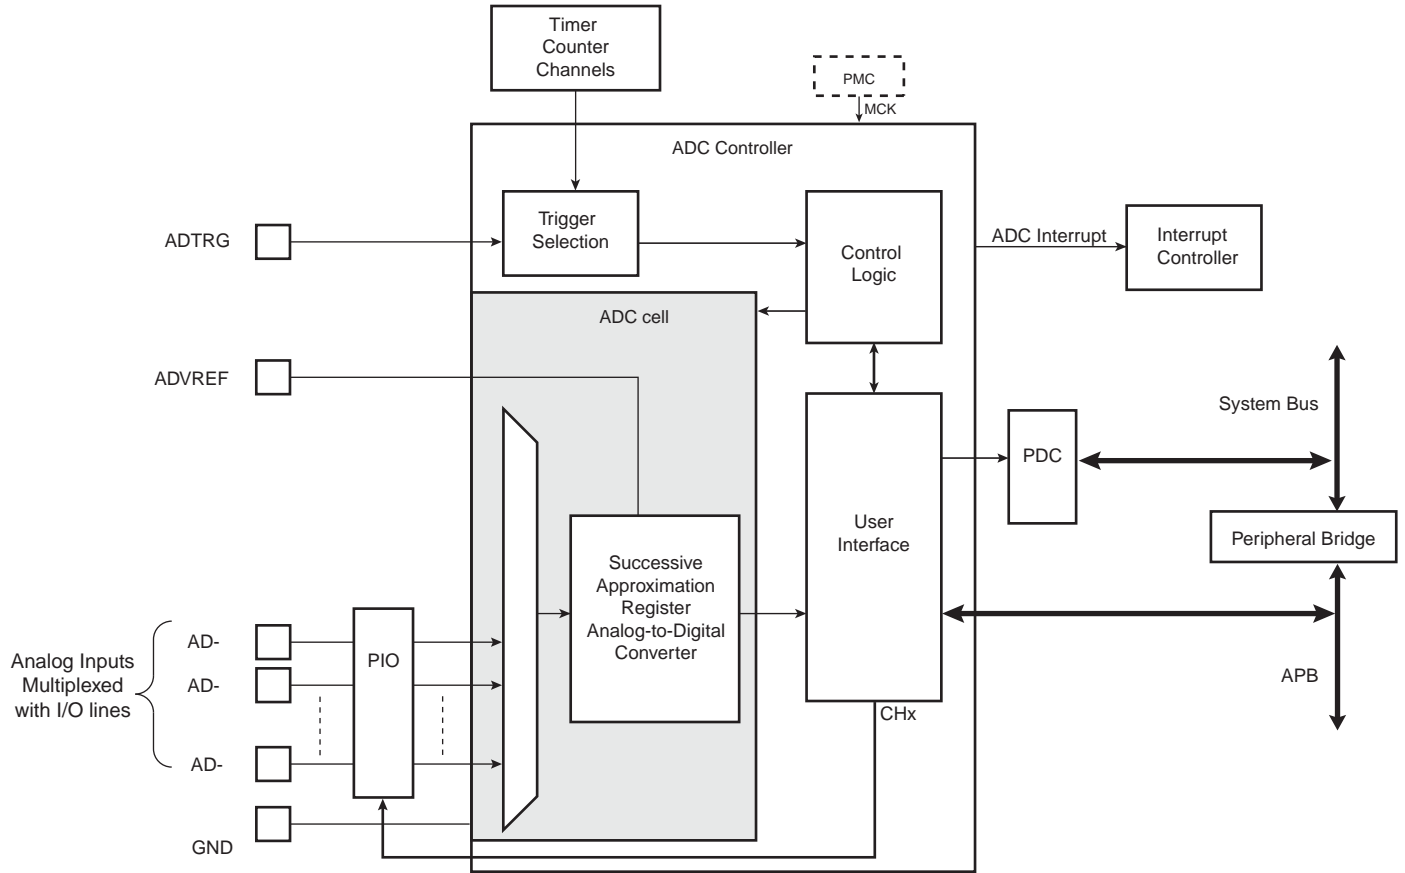 Timer
Counter
Channels
PMC
MCK
ADC Controller
ADTRG
Trigger
Selection
Control
Logic
ADC Interrupt
Interrupt
Controller
ADC cell
ADVREF
System Bus
PDC
User
Interface
Peripheral Bridge
Successive
Approximation
Register
Analog-to-Digital
Converter
Analog Inputs
Multiplexed
with I/O lines
AD-
AD-
AD-
PIO
APB
CHx
GND